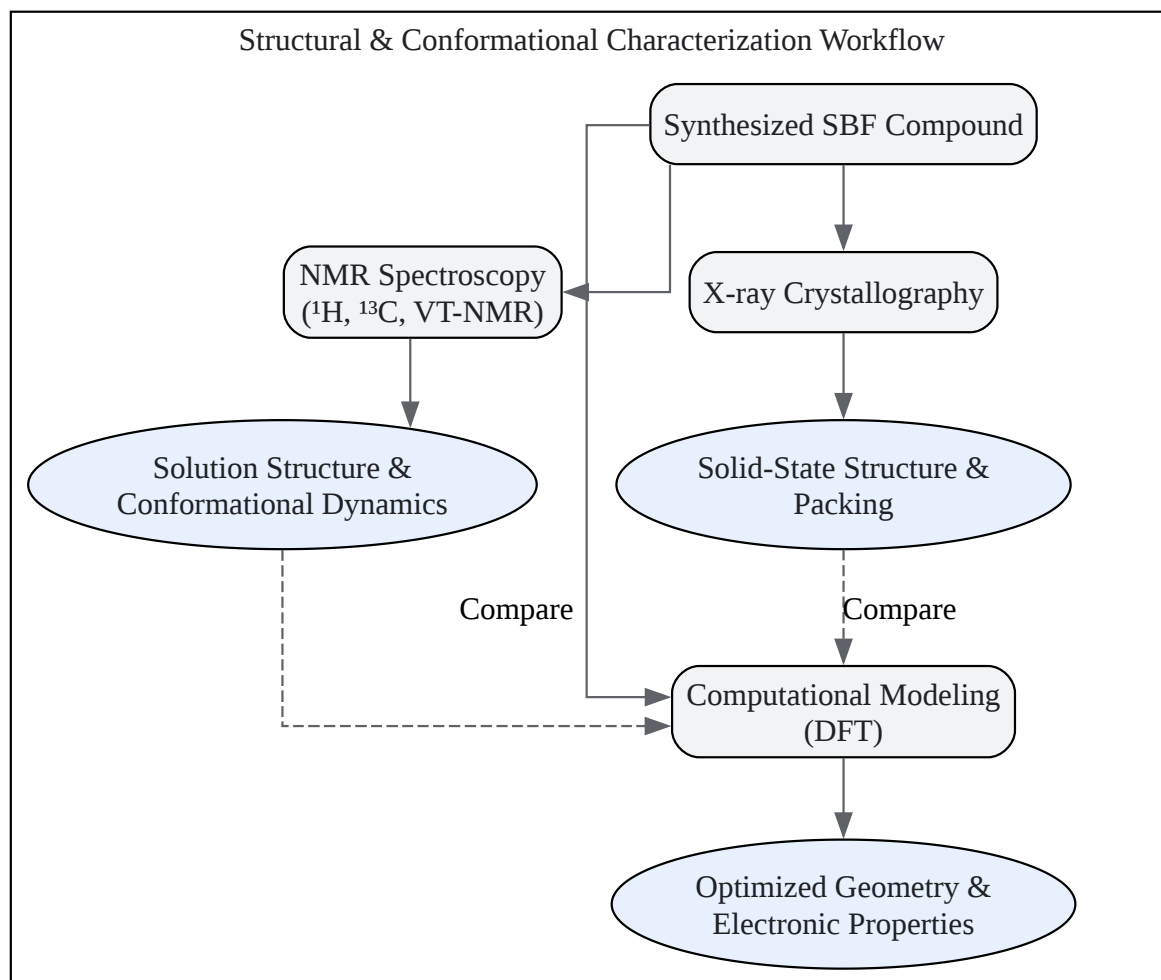 Structural & Conformational Characterization Workflow
Synthesized SBF Compound
NMR Spectroscopy
(¹H, ¹³C, VT-NMR)
X-ray Crystallography
Solution Structure &
Conformational Dynamics
Solid-State Structure &
Packing
Compare
Compare
Computational Modeling
(DFT)
Optimized Geometry &
Electronic Properties